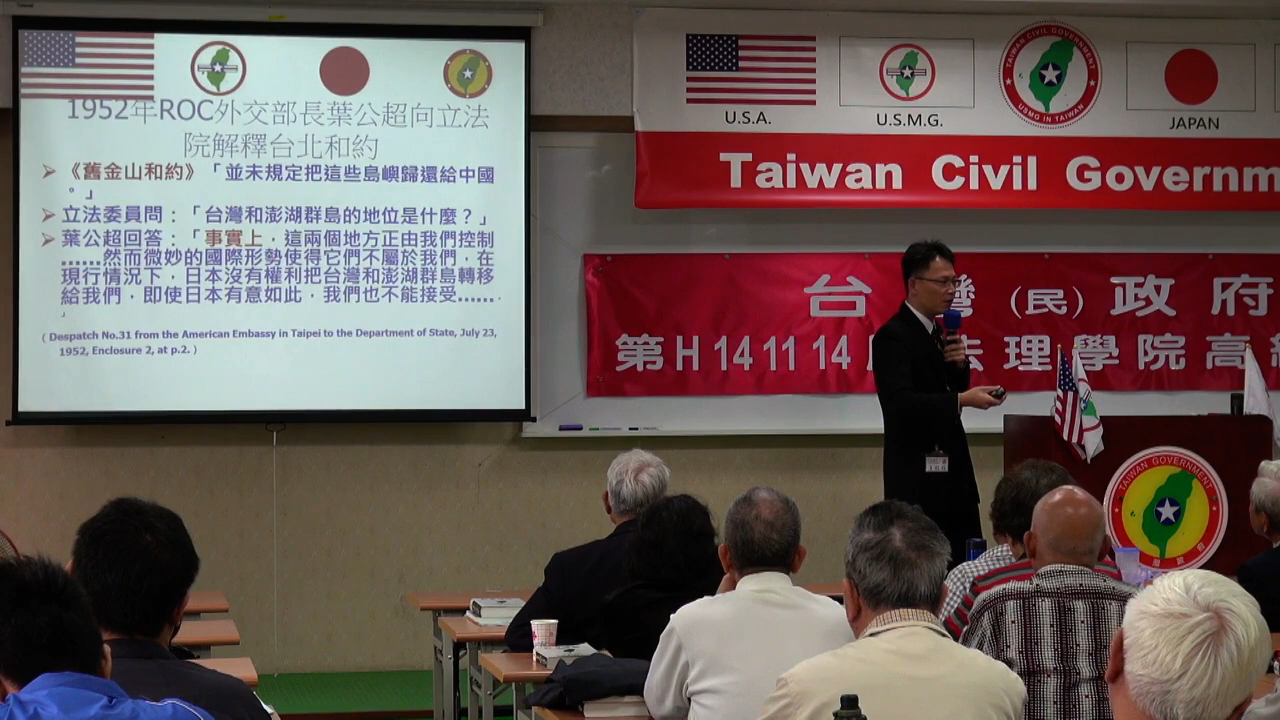 1952年ROC外交部長葉公超向立法
院解釋台北和約
➢ 《舊金山和約》「並未規定把這些島嶼歸還給中國
。」
➢ 立法委員問：「台灣和澎湖群島的地位是什麼？」
➢ 葉公超回答：「事實上，這兩個地方正由我們控制
……然而微妙的國際形勢使得它們不屬於我們，在
現行情況下，日本沒有權利把台灣和澎湖群島轉移
給我們，即使日本有意如此，我們也不能接受……
」
( Despatch No.31 from the American Embassy in Taipei to the Department of State, July 23,
1952, Enclosure 2, at p.2. )
U.S.A.
U.S.M.G.
TAIWAN CIVIL GOVERNMENT
USMG IN TAIWAN
JAPAN
Taiwan Civil Governm
台灣（民）政府
第H 14 11 14 法理學院高
TAIWAN GOVERNMENT